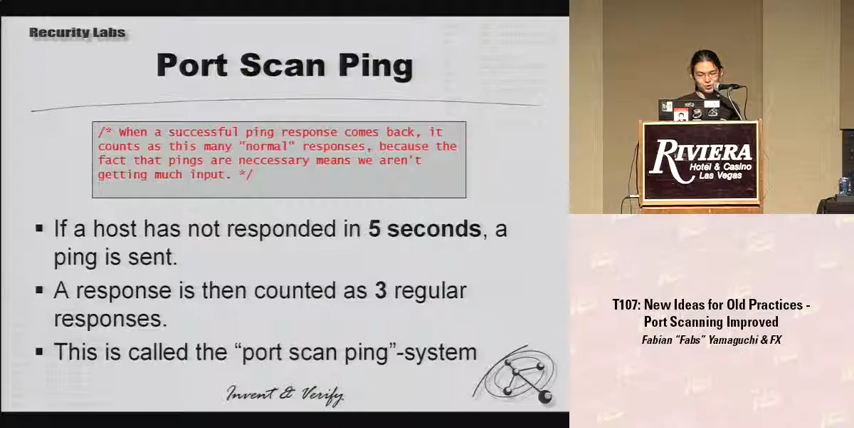 Recurity Labs
Port Scan Ping
/* When a successful ping response comes back, it
counts as this many "normal" responses, because the
fact that pings are neccessary means we aren't
getting much input. */
▪ If a host has not responded in 5 seconds, a
ping is sent.
▪ A response is then counted as 3 regular
responses.
▪ This is called the “port scan ping”-system
Invent & Verify
RIVIERA
Hotel & Casino
Las Vegas
T107: New Ideas for Old Practices -
Port Scanning Improved
Fabian "Fabs" Yamaguchi & FX